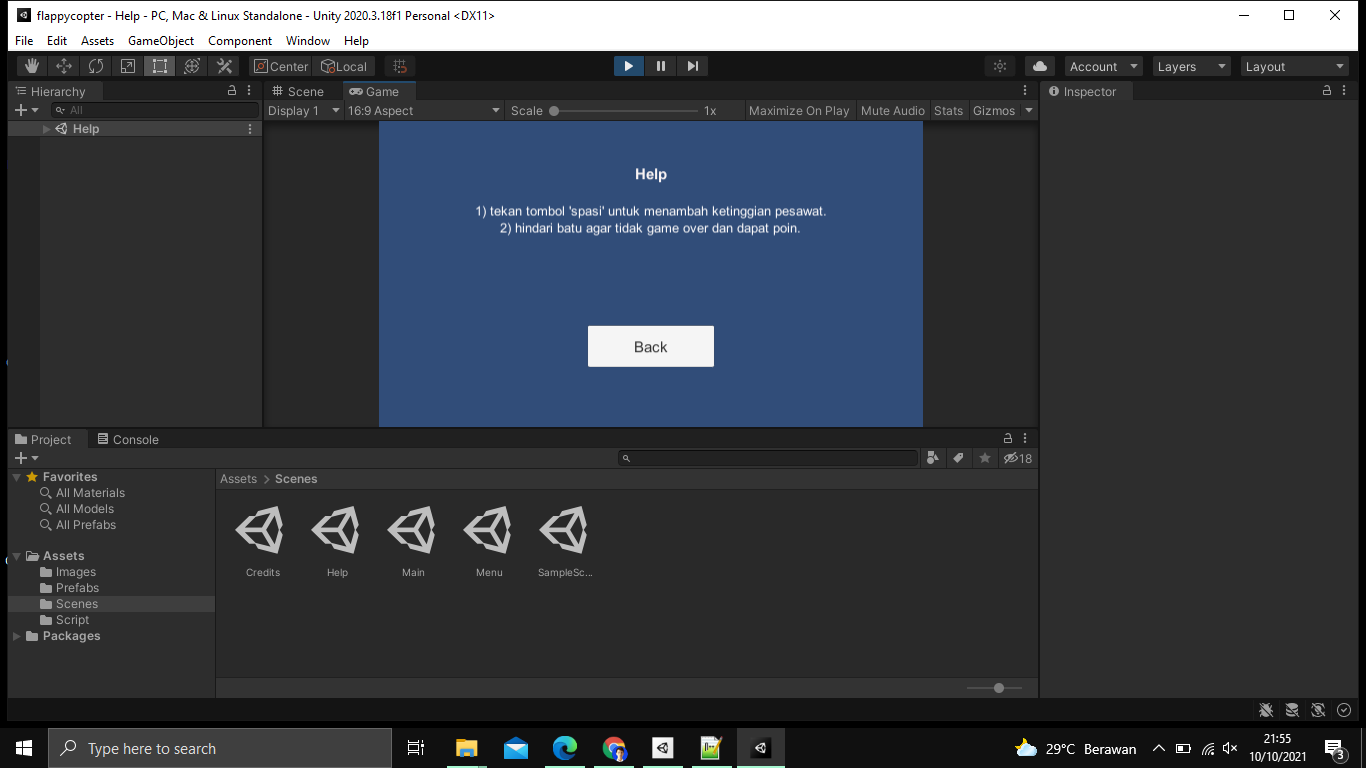 flappycopter - Help - PC, Mac & Linux Standalone - Unity 2020.3.18f1 Personal <DX11>
File Edit Assets GameObject Component Window Help
Center Local Account Layers Layout
Hierarchy
All
Help
Scene Game
Display 1 16:9 Aspect Scale 1x Maximize On Play Mute Audio Stats Gizmos
Help
1) tekan tombol 'spasi' untuk menambah ketinggian pesawat.
2) hindari batu agar tidak game over dan dapat poin.
Back
Inspector
Project Console
18
Favorites
All Materials
All Models
All Prefabs
Assets
Images
Prefabs
Scenes
Script
Packages
Assets > Scenes
Credits Help Main Menu SampleSc...
Type here to search
29°C Berawan
21:55
10/10/2021
3